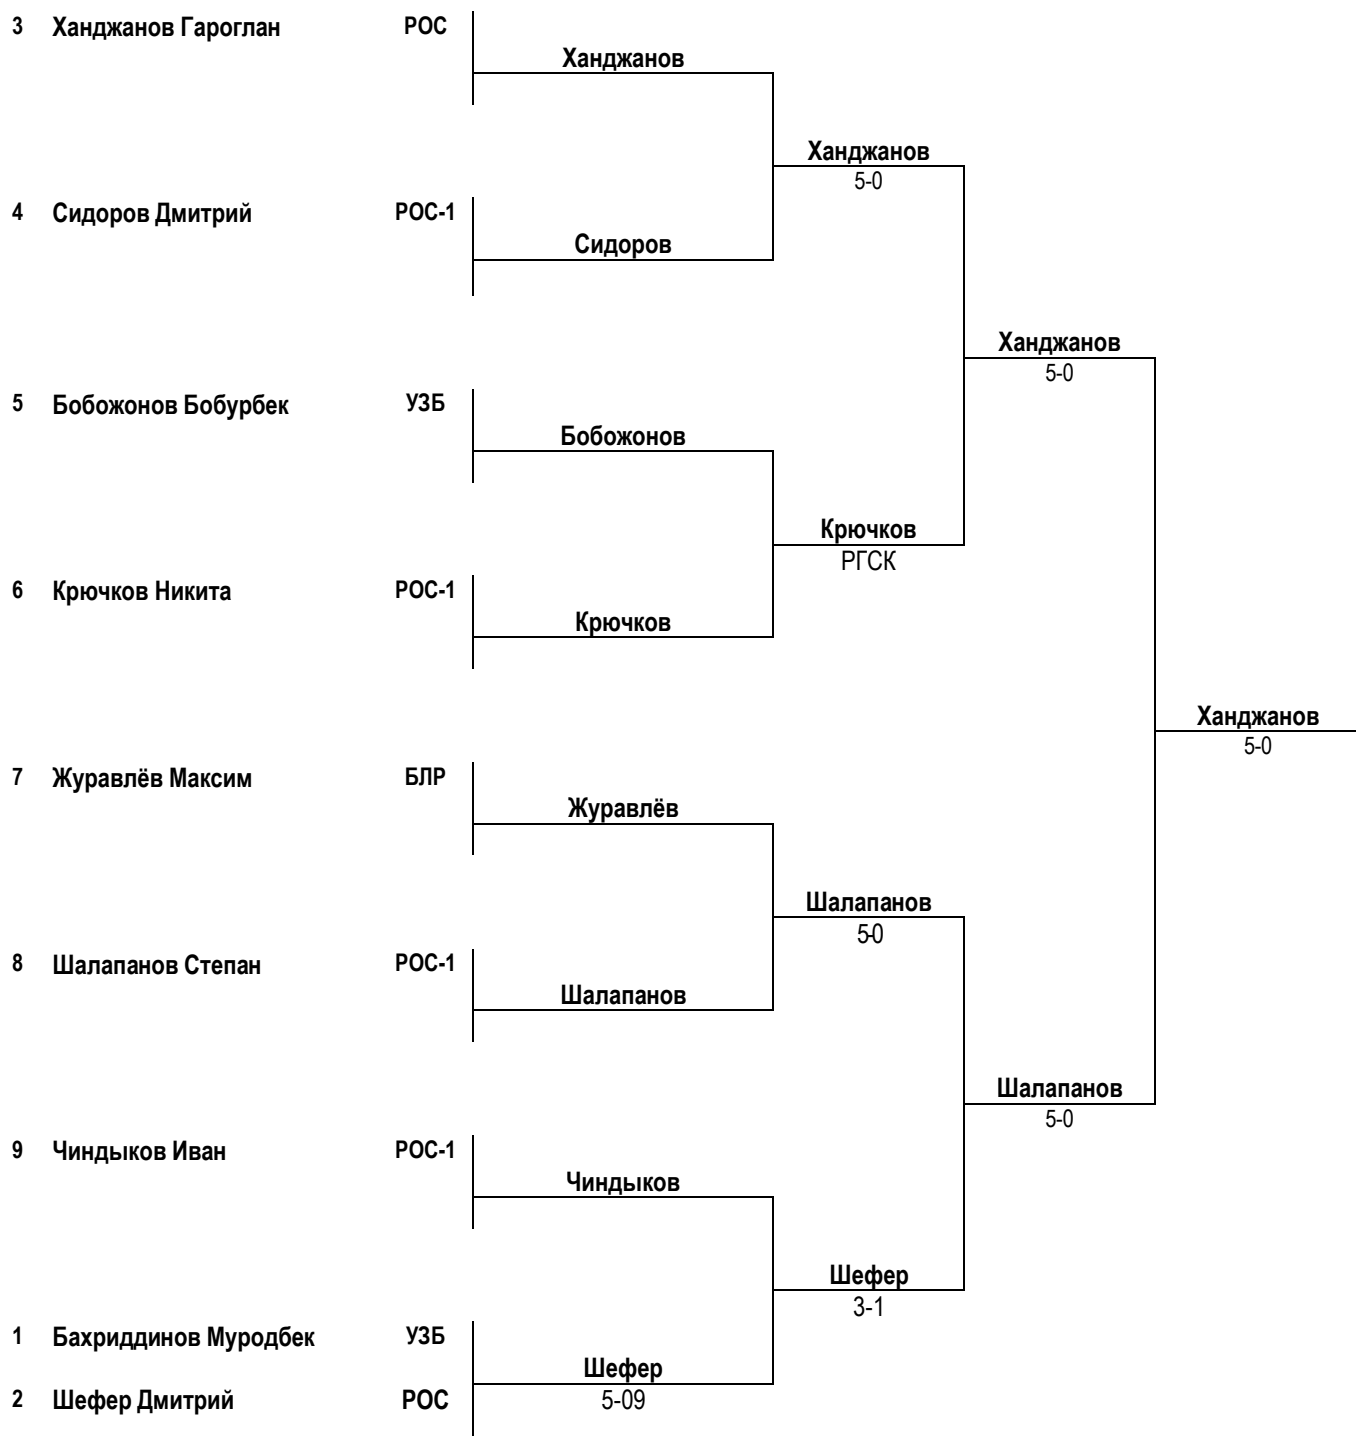 3 Ханджанов Гароглан РОС
Ханджанов
Ханджанов
5-0
4 Сидоров Дмитрий РОС-1
Сидоров
Ханджанов
5-0
5 Бобожонов Бобурбек УЗБ
Бобожонов
Крючков
РГСК
6 Крючков Никита РОС-1
Крючков
Ханджанов
5-0
7 Журавлёв Максим БЛР
Журавлёв
Шалапанов
5-0
8 Шалапанов Степан РОС-1
Шалапанов
Шалапанов
5-0
9 Чиндыков Иван РОС-1
Чиндыков
Шефер
3-1
1 Бахриддинов Муродбек УЗБ
Шефер
2 Шефер Дмитрий РОС 5-09